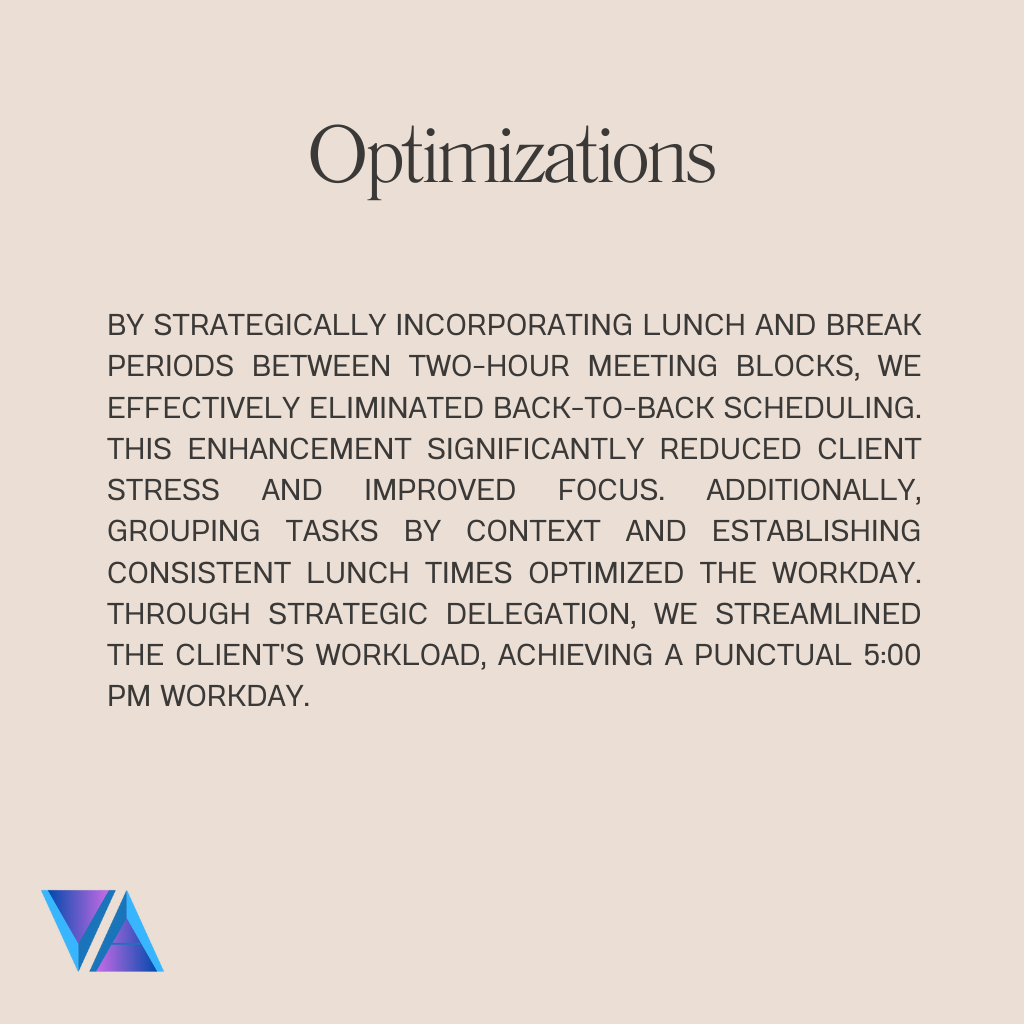 Optimizations
BY STRATEGICALLY INCORPORATING LUNCH AND BREAK
PERIODS BETWEEN TWO-HOUR MEETING BLOCKS, WE
EFFECTIVELY ELIMINATED BACK-TO-BACK SCHEDULING.
THIS ENHANCEMENT SIGNIFICANTLY REDUCED CLIENT
STRESS AND IMPROVED FOCUS. ADDITIONALLY,
GROUPING TASKS BY CONTEXT AND ESTABLISHING
CONSISTENT LUNCH TIMES OPTIMIZED THE WORKDAY.
THROUGH STRATEGIC DELEGATION, WE STREAMLINED
THE CLIENT'S WORKLOAD, ACHIEVING A PUNCTUAL 5:00
PM WORKDAY.
VA